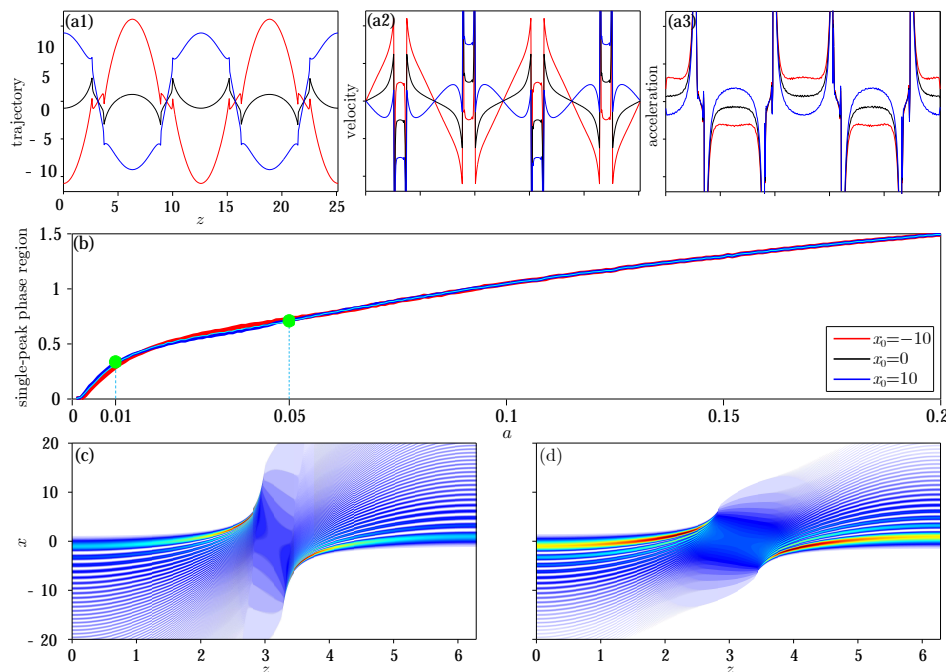 (a1) (a2) (a3)
trajectory
10
5
0
- 5
- 10
0 5 10 15 20 25
z
velocity
acceleration
(b)
single-peak phase region
1.5
1
0.5
0
0 0.01 0.05 0.1 0.15 0.2
a
x₀=−10
x₀=0
x₀=10
(c) (d)
x
20
10
0
- 10
- 20
0 1 2 3 4 5 6
z
0 1 2 3 4 5 6
z